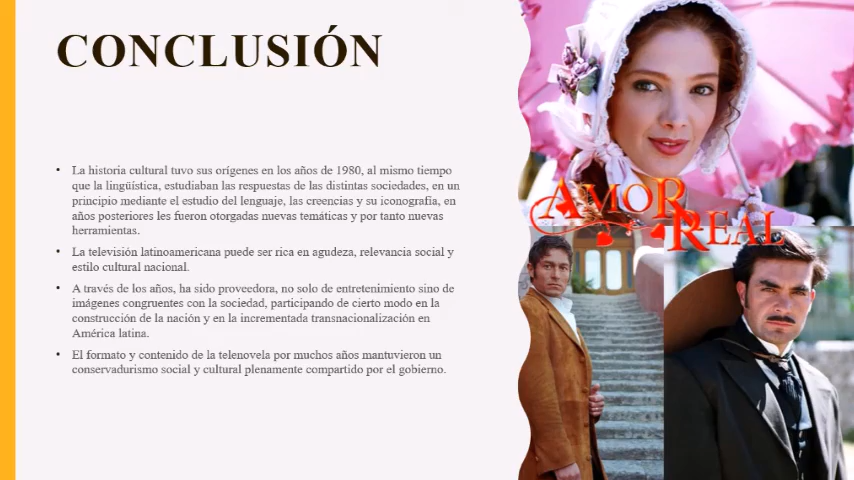 CONCLUSIÓN
• La historia cultural tuvo sus orígenes en los años de 1980, al mismo tiempo
que la lingüística, estudiaban las respuestas de las distintas sociedades, en un
principio mediante el estudio del lenguaje, las creencias y su iconografía, en
años posteriores les fueron otorgadas nuevas temáticas y por tanto nuevas
herramientas.
• La televisión latinoamericana puede ser rica en agudeza, relevancia social y
estilo cultural nacional.
• A través de los años, ha sido proveedora, no solo de entretenimiento sino de
imágenes congruentes con la sociedad, participando de cierto modo en la
construcción de la nación y en la incrementada transnacionalización en
América latina.
• El formato y contenido de la telenovela por muchos años mantuvieron un
conservadurismo social y cultural plenamente compartido por el gobierno.
AMOR
REAL